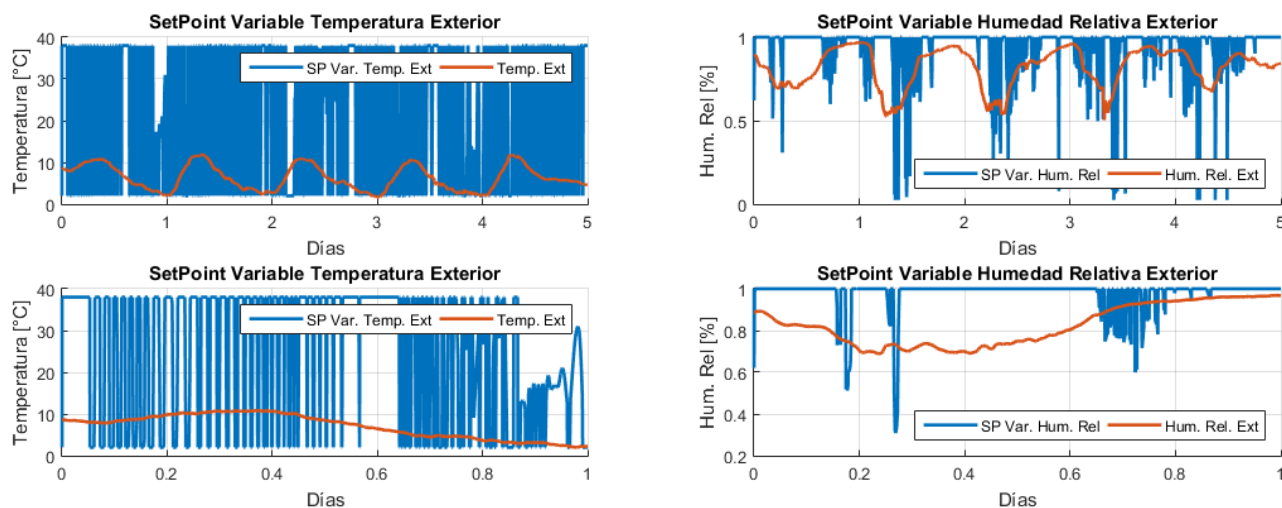 SetPoint Variable Temperatura Exterior
40
30
20
10
0
Temperatura [°C]
SP Var. Temp. Ext
Temp. Ext
0 1 2 3 4 5
Días
SetPoint Variable Humedad Relativa Exterior
1
0.5
0
Hum. Rel [%]
SP Var. Hum. Rel
Hum. Rel. Ext
0 1 2 3 4 5
Días
SetPoint Variable Temperatura Exterior
40
30
20
10
0
Temperatura [°C]
SP Var. Temp. Ext
Temp. Ext
0 0.2 0.4 0.6 0.8 1
Días
SetPoint Variable Humedad Relativa Exterior
1
0.8
0.6
0.4
0.2
Hum. Rel [%]
SP Var. Hum. Rel
Hum. Rel. Ext
0 0.2 0.4 0.6 0.8 1
Días